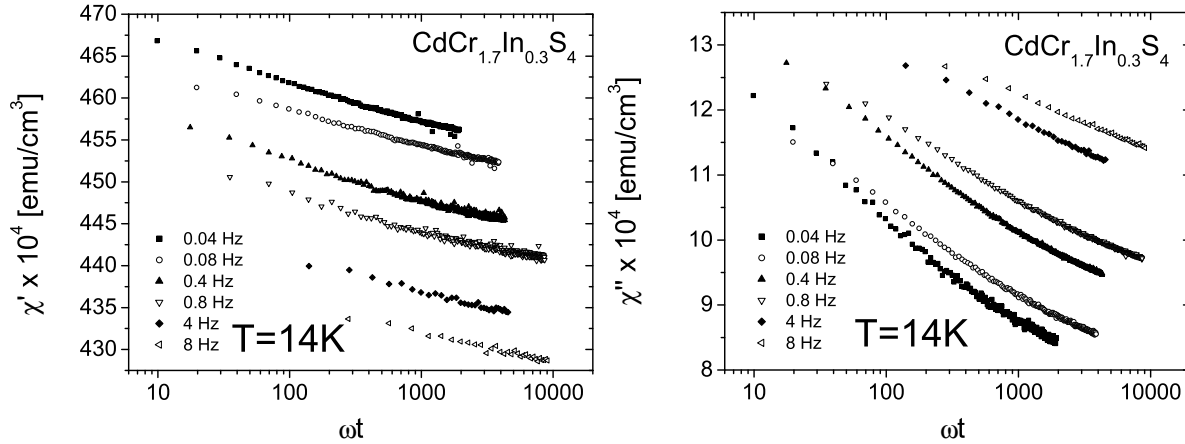 470
465
460
455
450
445
440
435
430
χ' x 10⁴ [emu/cm³]
CdCr₁.₇In₀.₃S₄
0.04 Hz
0.08 Hz
0.4 Hz
0.8 Hz
4 Hz
8 Hz
T=14K
10 100 1000 10000
ωt
13
12
11
10
9
8
χ" x 10⁴ [emu/cm³]
CdCr₁.₇In₀.₃S₄
0.04 Hz
0.08 Hz
0.4 Hz
0.8 Hz
4 Hz
8 Hz
T=14K
10 100 1000 10000
ωt